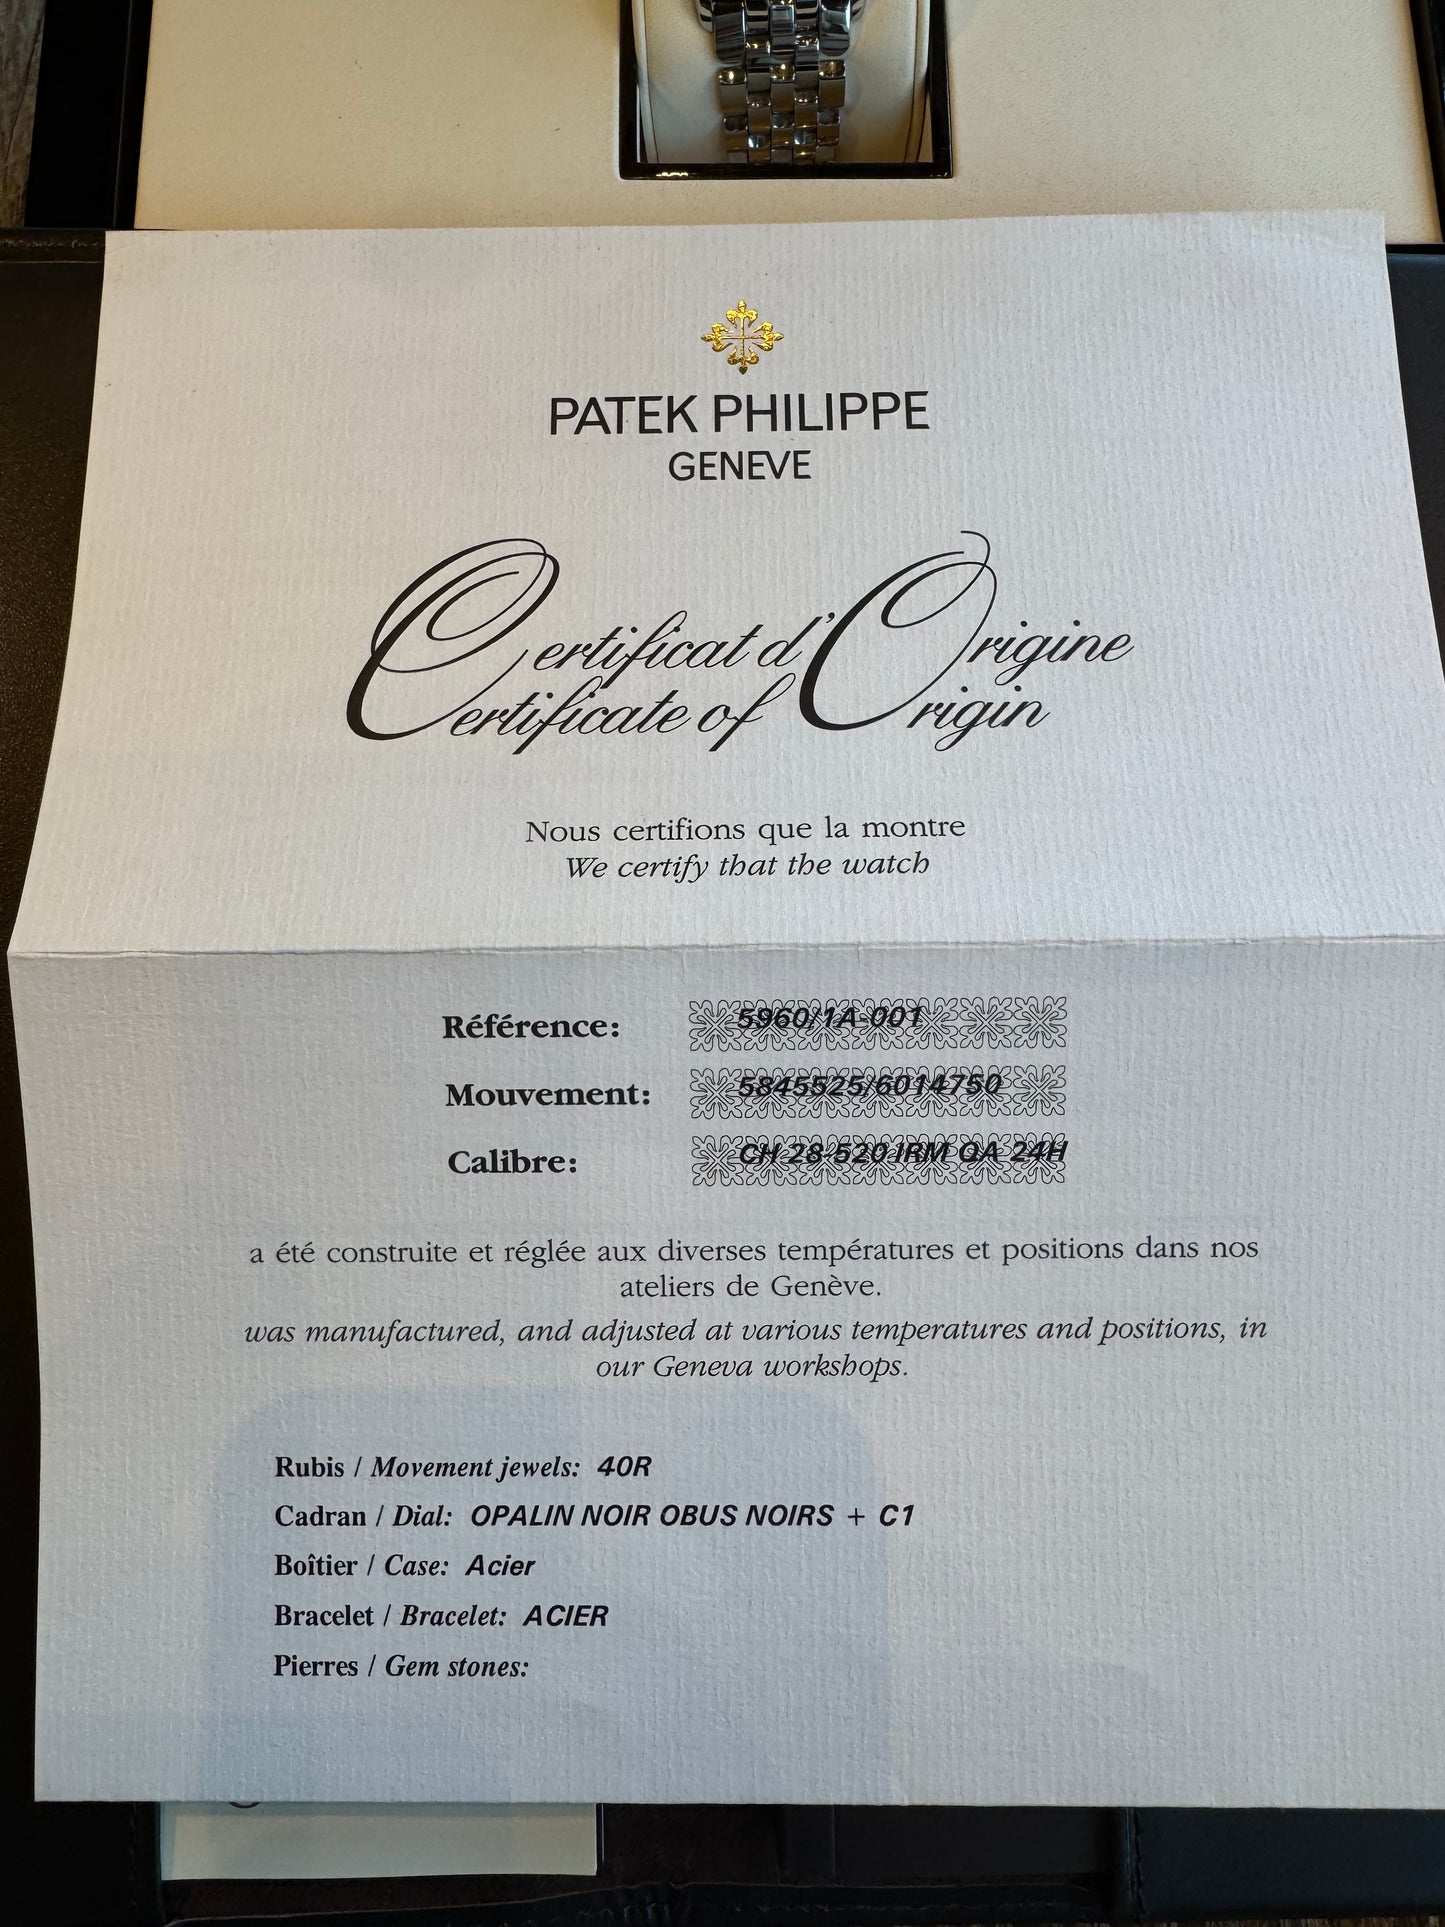 PATEK PHILIPPE
GENEVE
Certificat d'Origine
Certificate of Origin
Nous certifions que la montre
We certify that the watch
Référence: 5960/1A-001
Mouvement: 5845525/6014750
Calibre: CH 28-520 IRM QA 24H
a été construite et réglée aux diverses températures et positions dans nos
ateliers de Genève.
was manufactured, and adjusted at various temperatures and positions, in
our Geneva workshops.
Rubis / Movement jewels: 40R
Cadran / Dial: OPALIN NOIR OBUS NOIRS + C1
Boîtier / Case: Acier
Bracelet / Bracelet: ACIER
Pierres / Gem stones: